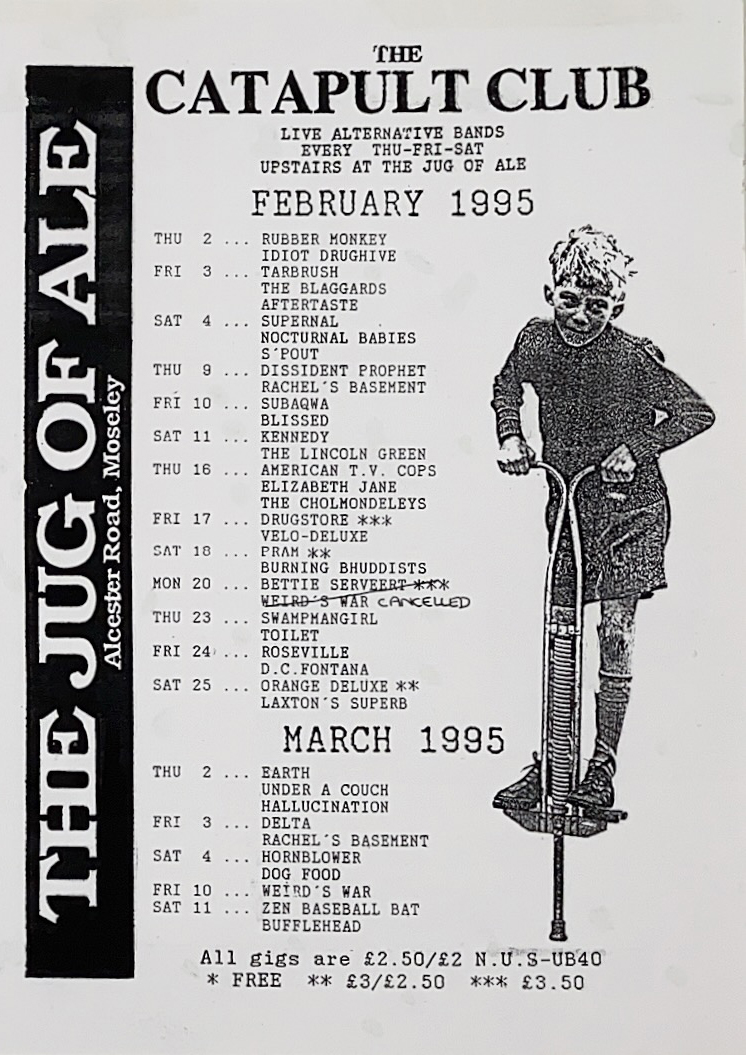 THE JUG OF ALE
Alcester Road, Moseley
THE
CATAPULT CLUB
LIVE ALTERNATIVE BANDS
EVERY THU-FRI-SAT
UPSTAIRS AT THE JUG OF ALE
FEBRUARY 1995
THU 2 ... RUBBER MONKEY
IDIOT DRUGHIVE
FRI 3 ... TARBRUSH
THE BLAGGARDS
AFTERTASTE
SAT 4 ... SUPERNAL
NOCTURNAL BABIES
S'POUT
THU 9 ... DISSIDENT PROPHET
RACHEL'S BASEMENT
FRI 10 ... SUBAQWA
BLISSED
SAT 11 ... KENNEDY
THE LINCOLN GREEN
THU 16 ... AMERICAN T.V. COPS
ELIZABETH JANE
THE CHOLMONDELEYS
FRI 17 ... DRUGSTORE ***
VELO-DELUXE
SAT 18 ... PRAM **
BURNING BHUDDISTS
MON 20 ... BETTIE SERVEERT ***
WEIRD'S WAR CANCELLED
THU 23 ... SWAMPMANGIRL
TOILET
FRI 24 ... ROSEVILLE
D.C.FONTANA
SAT 25 ... ORANGE DELUXE **
LAXTON'S SUPERB
MARCH 1995
THU 2 ... EARTH
UNDER A COUCH
HALLUCINATION
FRI 3 ... DELTA
RACHEL'S BASEMENT
SAT 4 ... HORNBLOWER
DOG FOOD
FRI 10 ... WEIRD'S WAR
SAT 11 ... ZEN BASEBALL BAT
BUFFLEHEAD
All gigs are £2.50/£2 N.U.S-UB40
* FREE ** £3/£2.50 *** £3.50